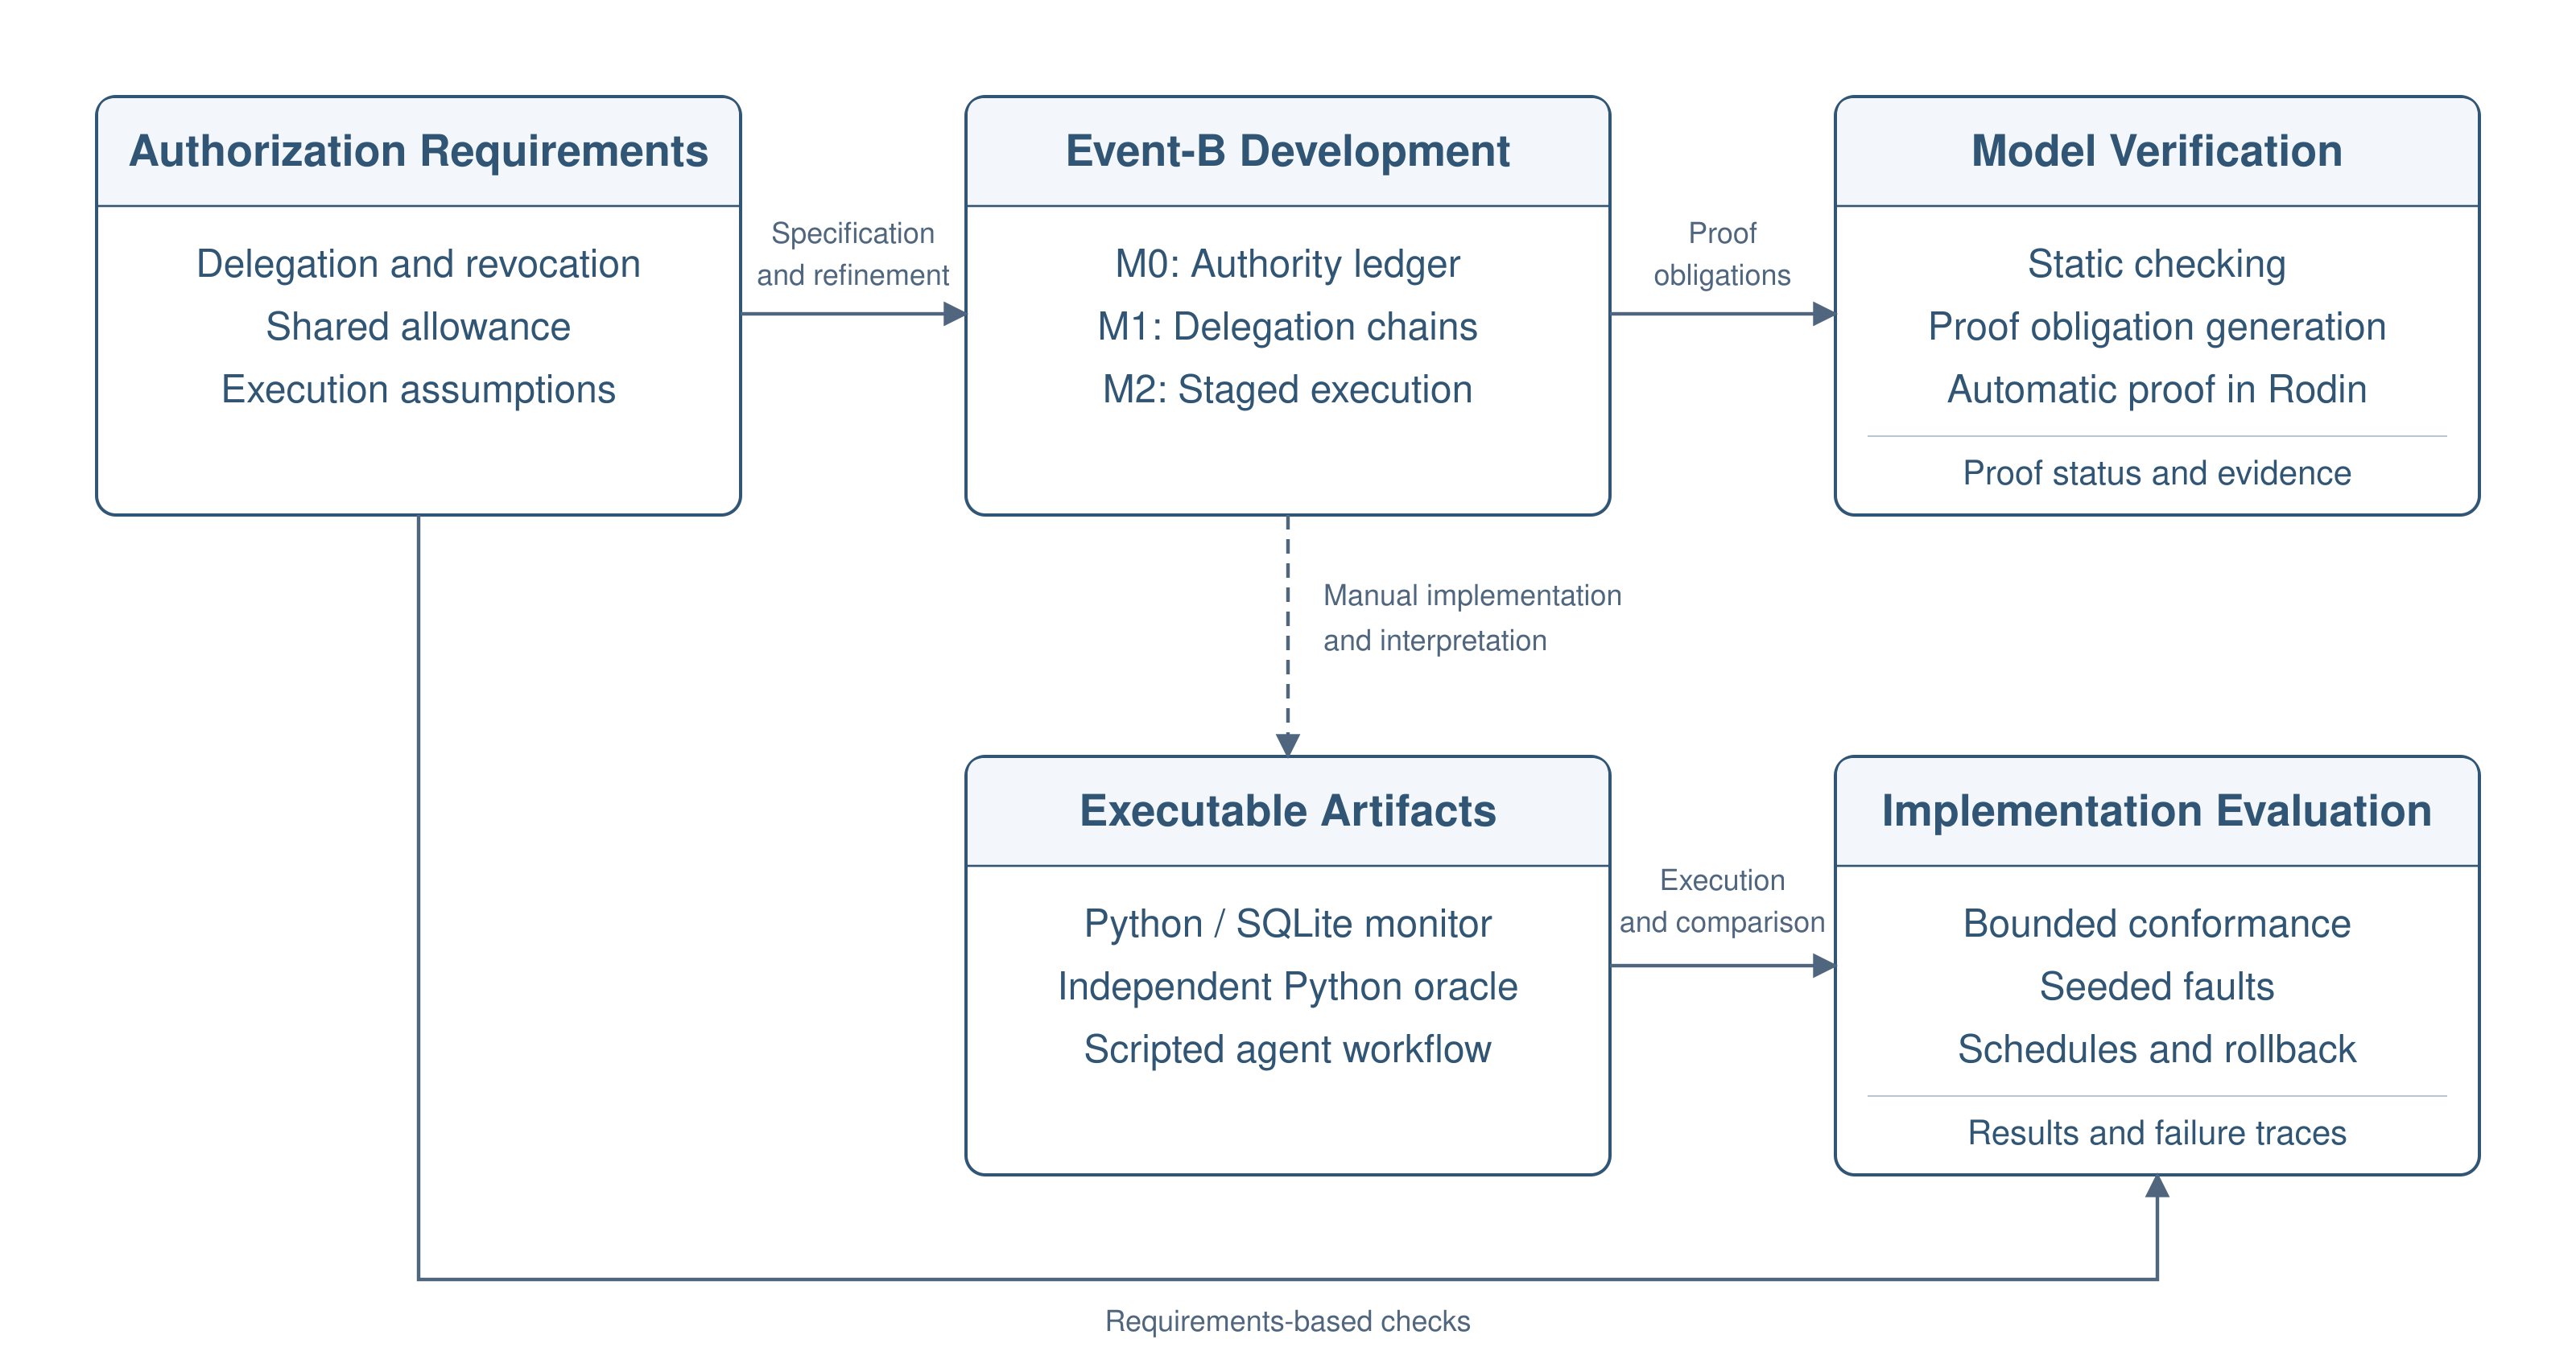 Authorization Requirements
Delegation and revocation
Shared allowance
Execution assumptions
Specification
and refinement
Event-B Development
M0: Authority ledger
M1: Delegation chains
M2: Staged execution
Proof
obligations
Model Verification
Static checking
Proof obligation generation
Automatic proof in Rodin
Proof status and evidence
Manual implementation
and interpretation
Executable Artifacts
Python / SQLite monitor
Independent Python oracle
Scripted agent workflow
Execution
and comparison
Implementation Evaluation
Bounded conformance
Seeded faults
Schedules and rollback
Results and failure traces
Requirements-based checks